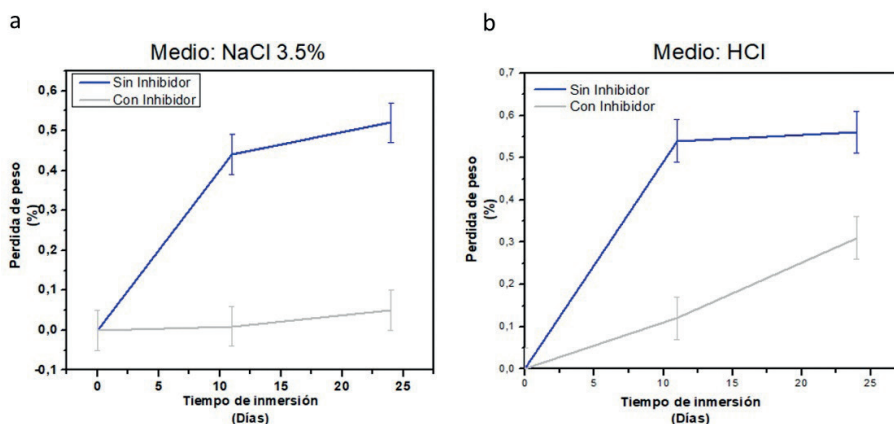 a
Medio: NaCl 3.5%
Sin Inhibidor
Con Inhibidor
0,6
0,5
0,4
0,3
0,2
0,1
0,0
-0,1
Perdida de peso
(%)
0
5
10
15
20
25
Tiempo de inmersión
(Días)
b
Medio: HCl
Sin Inhibidor
Con Inhibidor
0,7
0,6
0,5
0,4
0,3
0,2
0,1
0,0
Perdida de peso
(%)
0
5
10
15
20
25
Tiempo de inmersión
(Días)